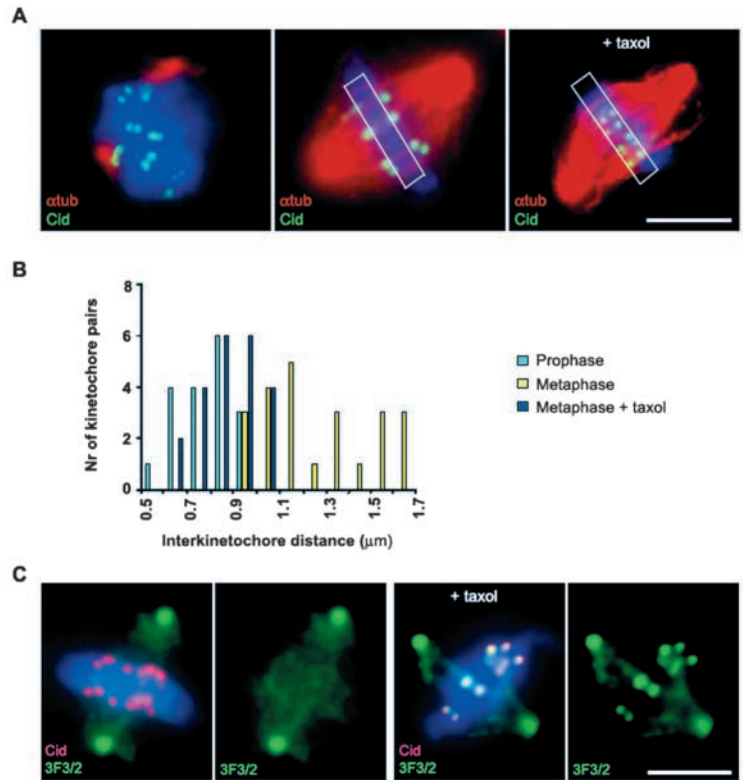 A
+ taxol
αtub
Cid
αtub
Cid
αtub
Cid
B
Nr of kinetochore pairs
8
6
4
2
0
0.5
0.7
0.9
1.1
1.3
1.5
1.7
Interkinetochore distance (μm)
Prophase
Metaphase
Metaphase + taxol
C
+ taxol
Cid
3F3/2
3F3/2
Cid
3F3/2
3F3/2